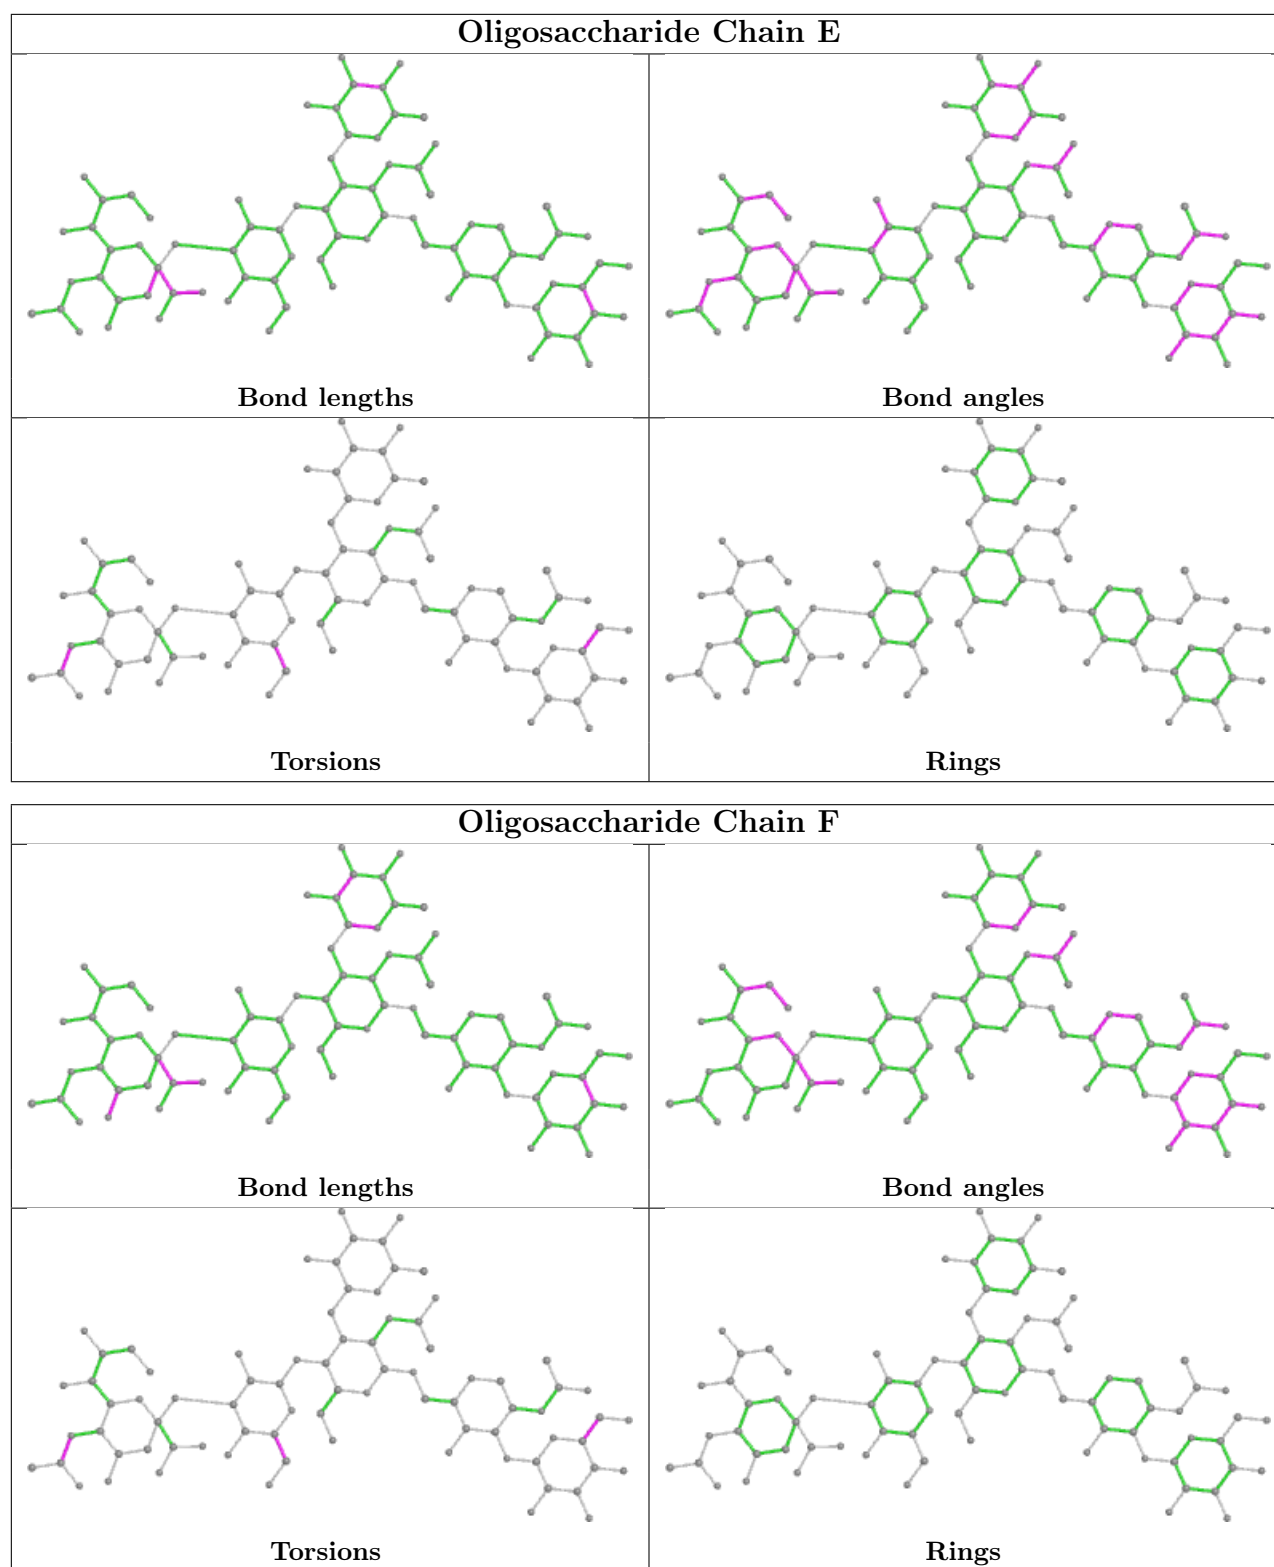 Oligosaccharide Chain E
Bond lengths
Bond angles
Torsions
Rings
Oligosaccharide Chain F
Bond lengths
Bond angles
Torsions
Rings